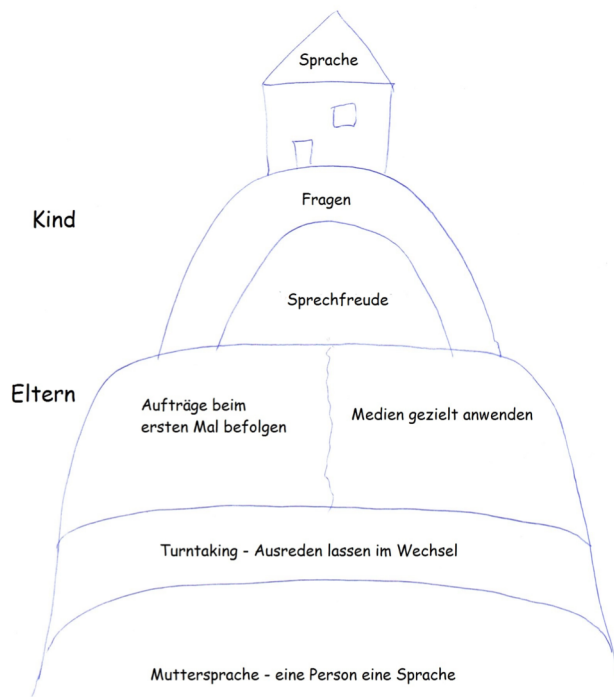 Sprache
Fragen
Kind
Sprechfreude
Eltern
Aufträge beim
ersten Mal befolgen
Medien gezielt anwenden
Turntaking - Ausreden lassen im Wechsel
Muttersprache - eine Person eine Sprache